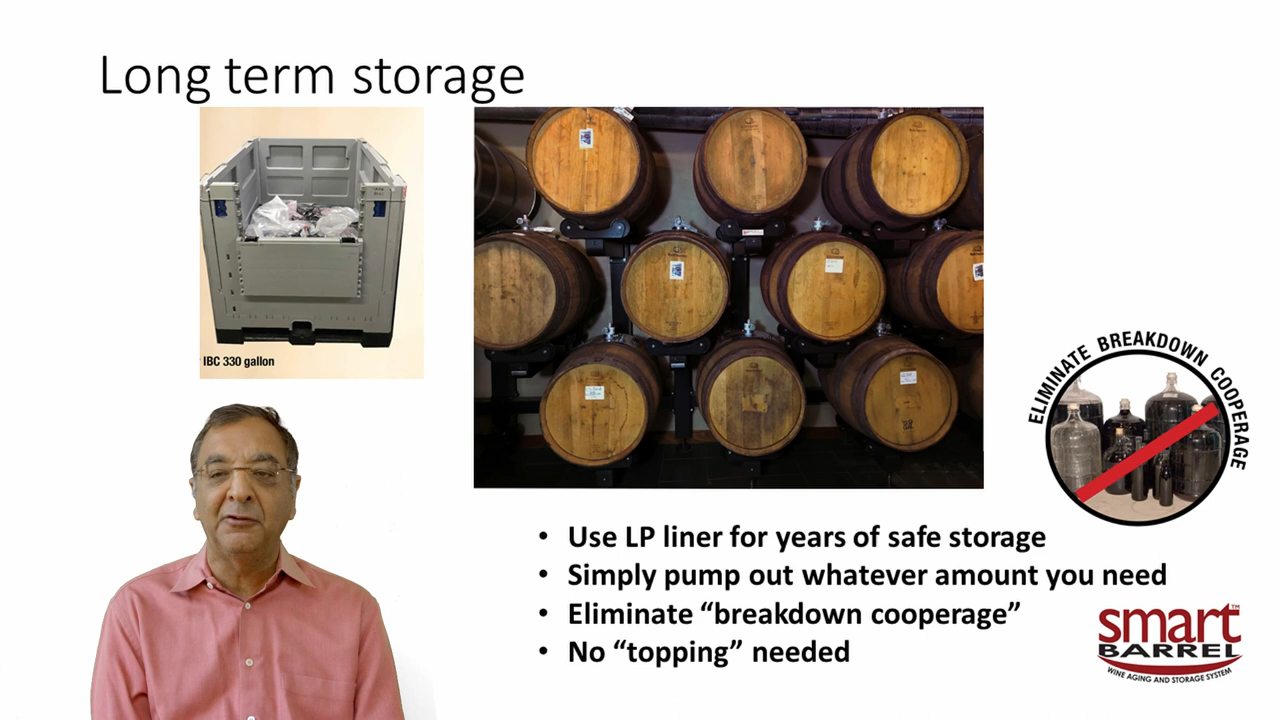 Long term storage
IBC 330 gallon
ELIMINATE BREAKDOWN COOPERAGE
• Use LP liner for years of safe storage
• Simply pump out whatever amount you need
• Eliminate “breakdown cooperage”
• No “topping” needed
smart™
BARREL
WINE AGING AND STORAGE SYSTEM